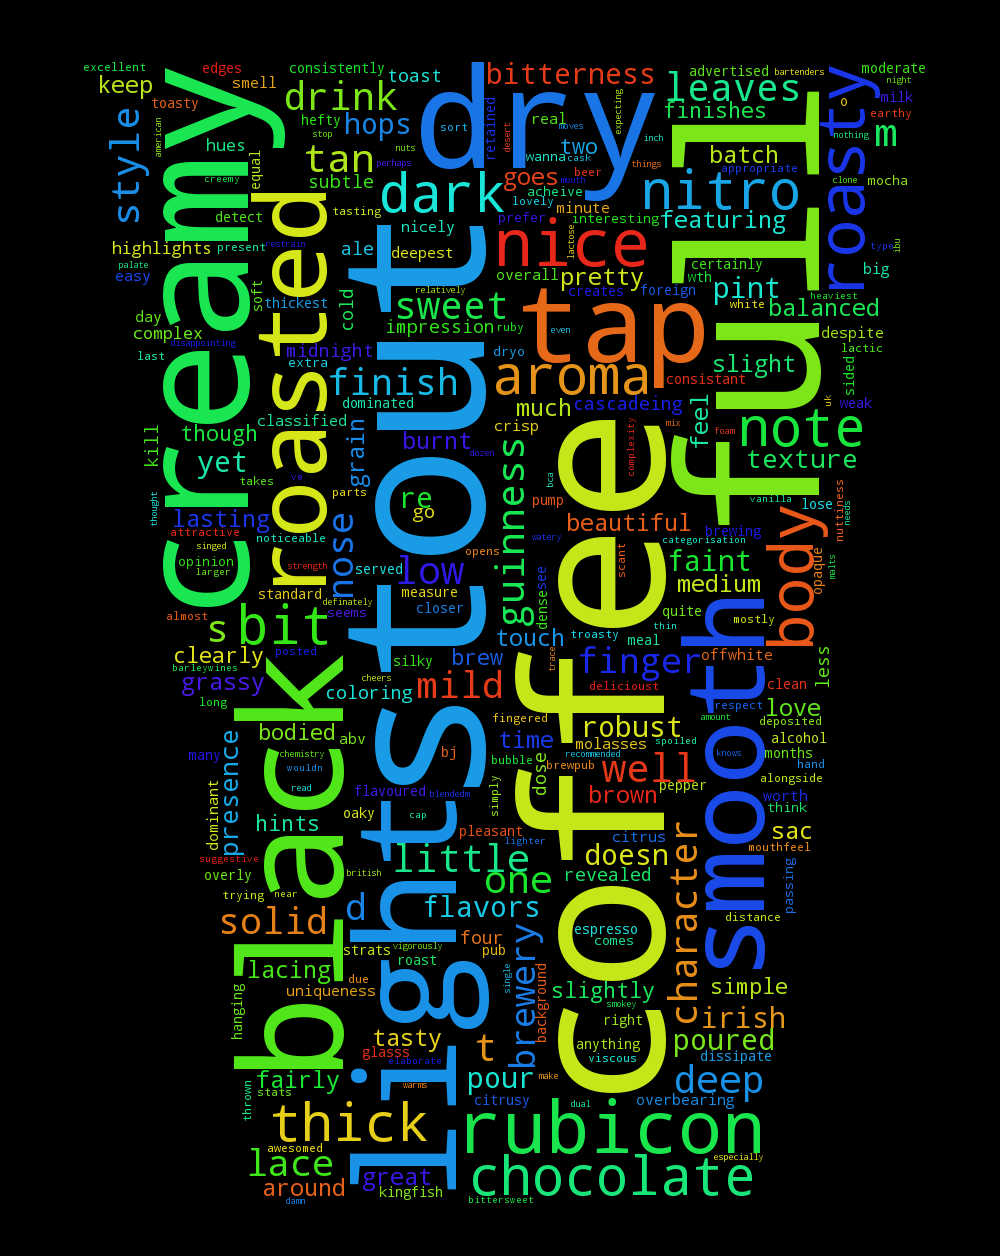 excellent
edges
consistently
toast
dry
bitterness
leaves
advertised
bartenders
moderate
night
keep
smell
drink
hops
finishes
milk
toasty
hefty
sort
real
expecting
inch
o
earthy
style
american
hues
stop
tan
nuts
retained
desert
moves
two
batch
nothing
m
creamy
equal
subtle
perhaps
wanna
cask
things
appropriate
clone
mocha
creemy
dark
goes
beer
mouth
nitro
roasty
detect
roasted
tasting
lovely
acheive
prefer
minute
interesting
featuring
full
highlights
present
restrain
ale
nicely
nice
lactose
type
ibu
palate
easy
deepest
overall
pretty
certainly
wth
big
soft
thickest
cold
relatively
creates
foreign
pint
white
heaviest
day
complex
sweet
impression
ruby
tap
even
balanced
despite
disappointing
midnight
dryo
lactic
last
extra
finish
aroma
consistant
slight
sided
stout
dominated
much
cascadeing
feel
uk
weak
kill
though
classified
burnt
crisp
complexity
mix
foam
note
yet
grain
dozen
guinness
texture
takes
ve
re
bca
pump
vanilla
lose
needs
nuttiness
thought
lasting
parts
go
beautiful
brewing
body
attractive
noticeable
nose
opens
watery
categorisation
singed
opinion
larger
strength
served
low
dense
see
scant
faint
opaque
malts
standard
definately
measure
medium
almost
seems
closer
troasty
quite
thin
mostly
s
bit
touch
meal
less
clearly
posted
silky
brew
trace
finger
offwhite
barleywines
grassy
coloring
cheers
mild
delicioust
smooth
clean
long
black
fingered
robust
respect
love
amount
deposited
bodied
abv
bj
time
molasses
spoiled
alcohol
many
presence
chemistry
bubble
recommended
well
knows
months
wouldn
brewpub
hand
read
flavoured
blendedm
simply
dose
brown
pepper
alongside
worth
dominant
hints
oaky
cap
pleasant
citrus
think
sac
suggestive
lighter
doesn
character
mouthfeel
overly
british
little
coffee
revealed
passing
trying
near
one
solid
d
flavors
distance
light
espresso
comes
strats
vigorously
four
pub
brewery
lacing
roast
due
single
background
slightly
simple
uniqueness
smokey
hanging
right
irish
tasty
t
anything
poured
glasss
elaborate
viscous
dissipate
fairly
warms
pour
make
deep
stats
thrown
citrusy
dual
overbearing
thick
rubicon
awesomed
especially
lace
great
chocolate
around
kingfish
damn
bittersweet